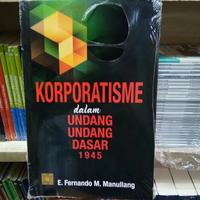 KORPORATISME
dalam
UNDANG
UNDANG
DASAR
1945
E. Fernando M. Manullang